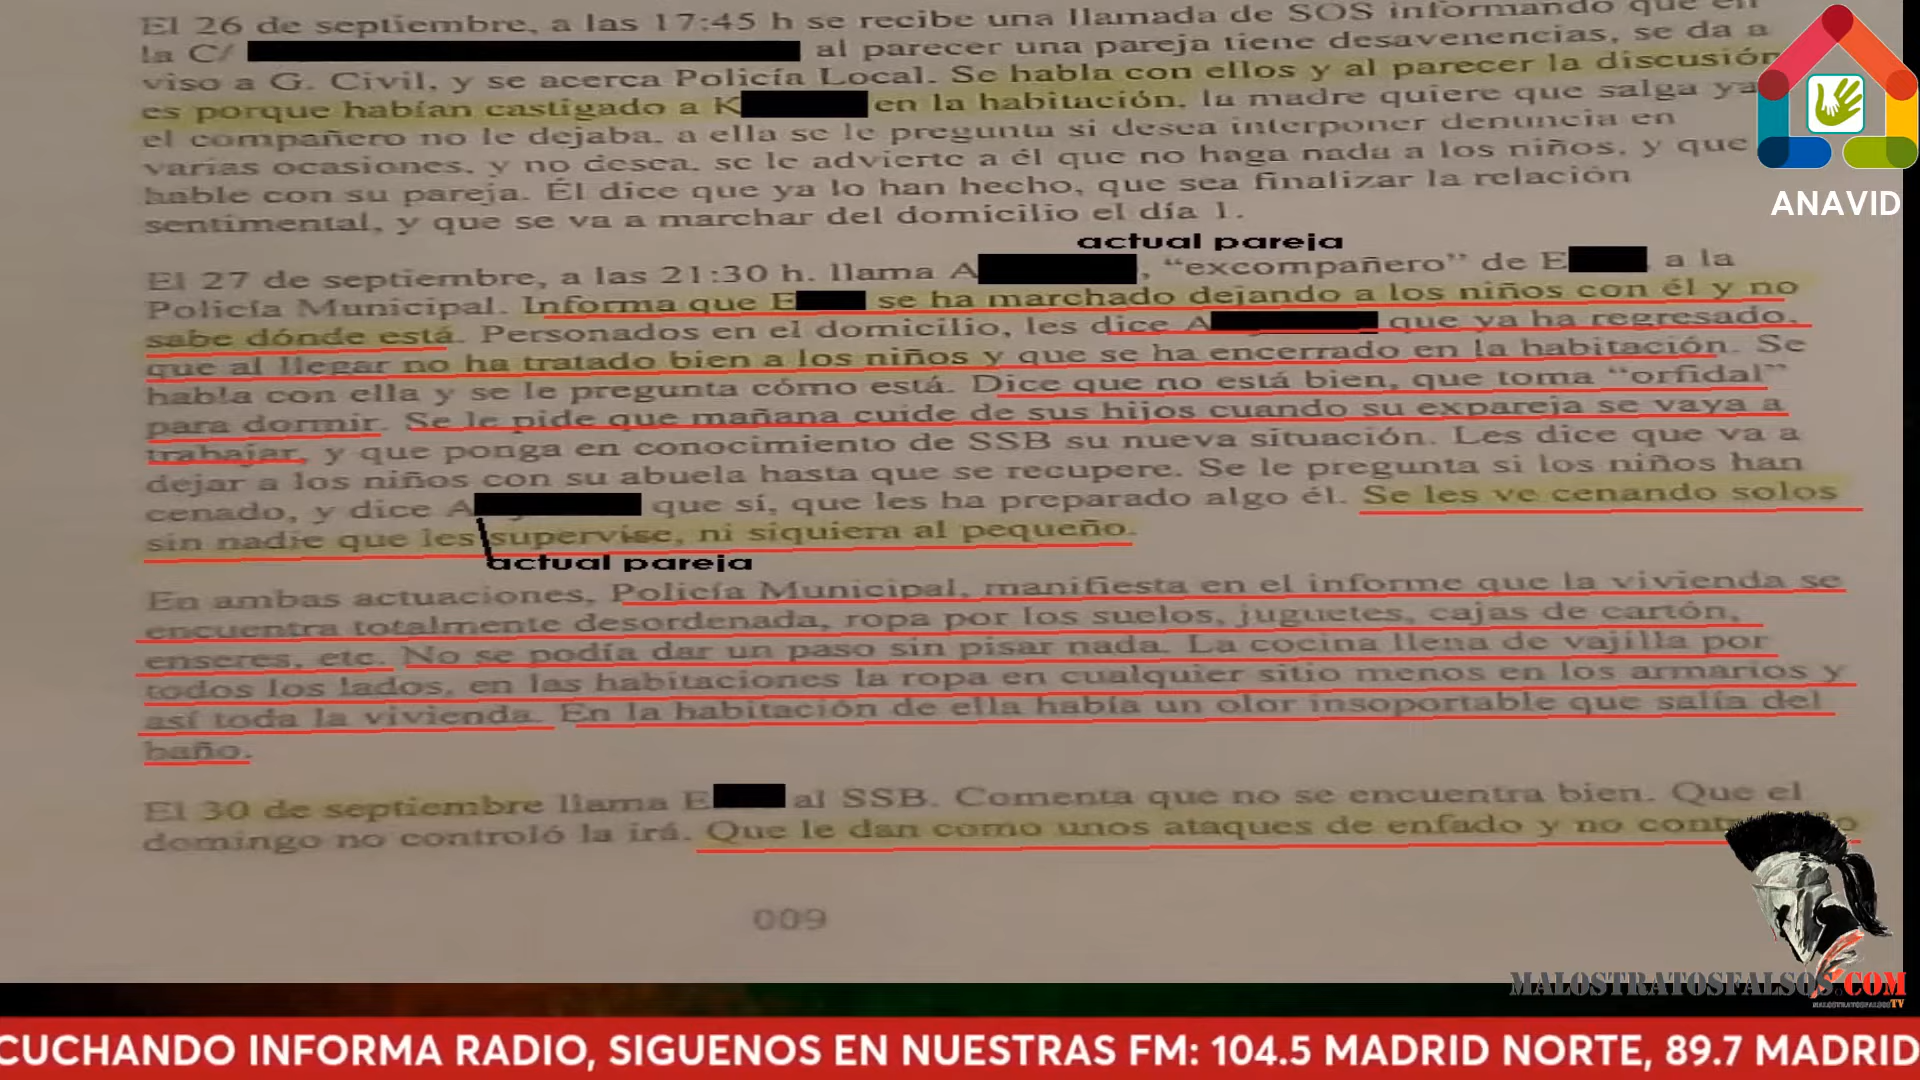 El 26 de septiembre, a las 17:45 h se recibe una llamada de SOS informando que en
la C/ al parecer una pareja tiene desavenencias, se da a
viso a G. Civil, y se acerca Policía Local. Se habla con ellos y al parecer la discusión
es porque habían castigado a K en la habitación, la madre quiere que salga ya
el compañero no le dejaba, a ella se le pregunta si desea interponer denuncia en
varias ocasiones, y no desea, se le advierte a él que no haga nada a los niños, y que
hable con su pareja. Él dice que ya lo han hecho, que sea finalizar la relación
sentimental, y que se va a marchar del domicilio el día 1.
actual pareja
El 27 de septiembre, a las 21:30 h. llama A , “excompañero” de E a la
Policía Municipal. Informa que E se ha marchado dejando a los niños con él y no
sabe dónde está. Personados en el domicilio, les dice A que ya ha regresado,
que al llegar no ha tratado bien a los niños y que se ha encerrado en la habitación. Se
habla con ella y se le pregunta cómo está. Dice que no está bien, que toma “orfidal”
para dormir. Se le pide que mañana cuide de sus hijos cuando su expareja se vaya a
trabajar, y que ponga en conocimiento de SSB su nueva situación. Les dice que va a
dejar a los niños con su abuela hasta que se recupere. Se le pregunta si los niños han
cenado, y dice A que sí, que les ha preparado algo él. Se les ve cenando solos
sin nadie que les supervise, ni siquiera al pequeño.
actual pareja
En ambas actuaciones, Policía Municipal, manifiesta en el informe que la vivienda se
encuentra totalmente desordenada, ropa por los suelos, juguetes, cajas de cartón,
enseres, etc. No se podía dar un paso sin pisar nada. La cocina llena de vajilla por
todos los lados, en las habitaciones la ropa en cualquier sitio menos en los armarios y
así toda la vivienda. En la habitación de ella había un olor insoportable que salía del
baño.
El 30 de septiembre llama E al SSB. Comenta que no se encuentra bien. Que el
domingo no controló la irá. Que le dan como unos ataques de enfado y no
009
ANAVID
MALOSTRATOSFALSOS.COM
MALOSTRATOSFALSOSTV
CUCHANDO INFORMA RADIO, SIGUENOS EN NUESTRAS FM: 104.5 MADRID NORTE, 89.7 MADRID